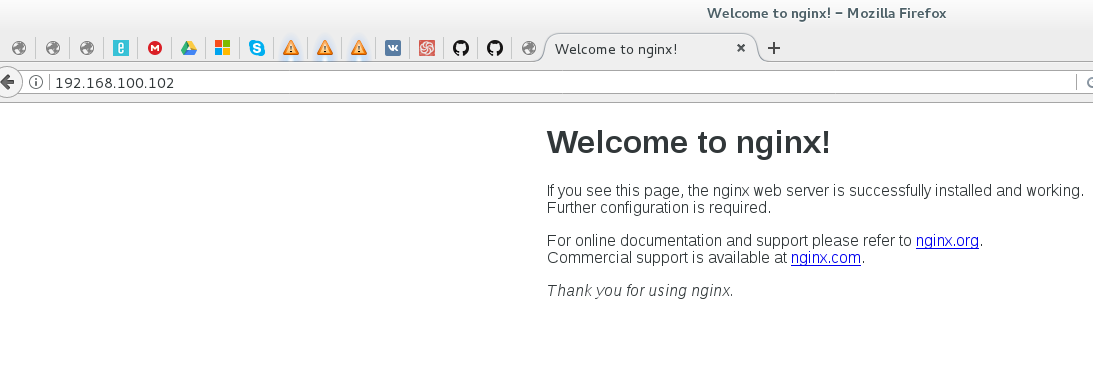 Welcome to nginx! – Mozilla Firefox
Welcome to nginx!
192.168.100.102
Welcome to nginx!
If you see this page, the nginx web server is successfully installed and working.
Further configuration is required.
For online documentation and support please refer to nginx.org.
Commercial support is available at nginx.com.
Thank you for using nginx.